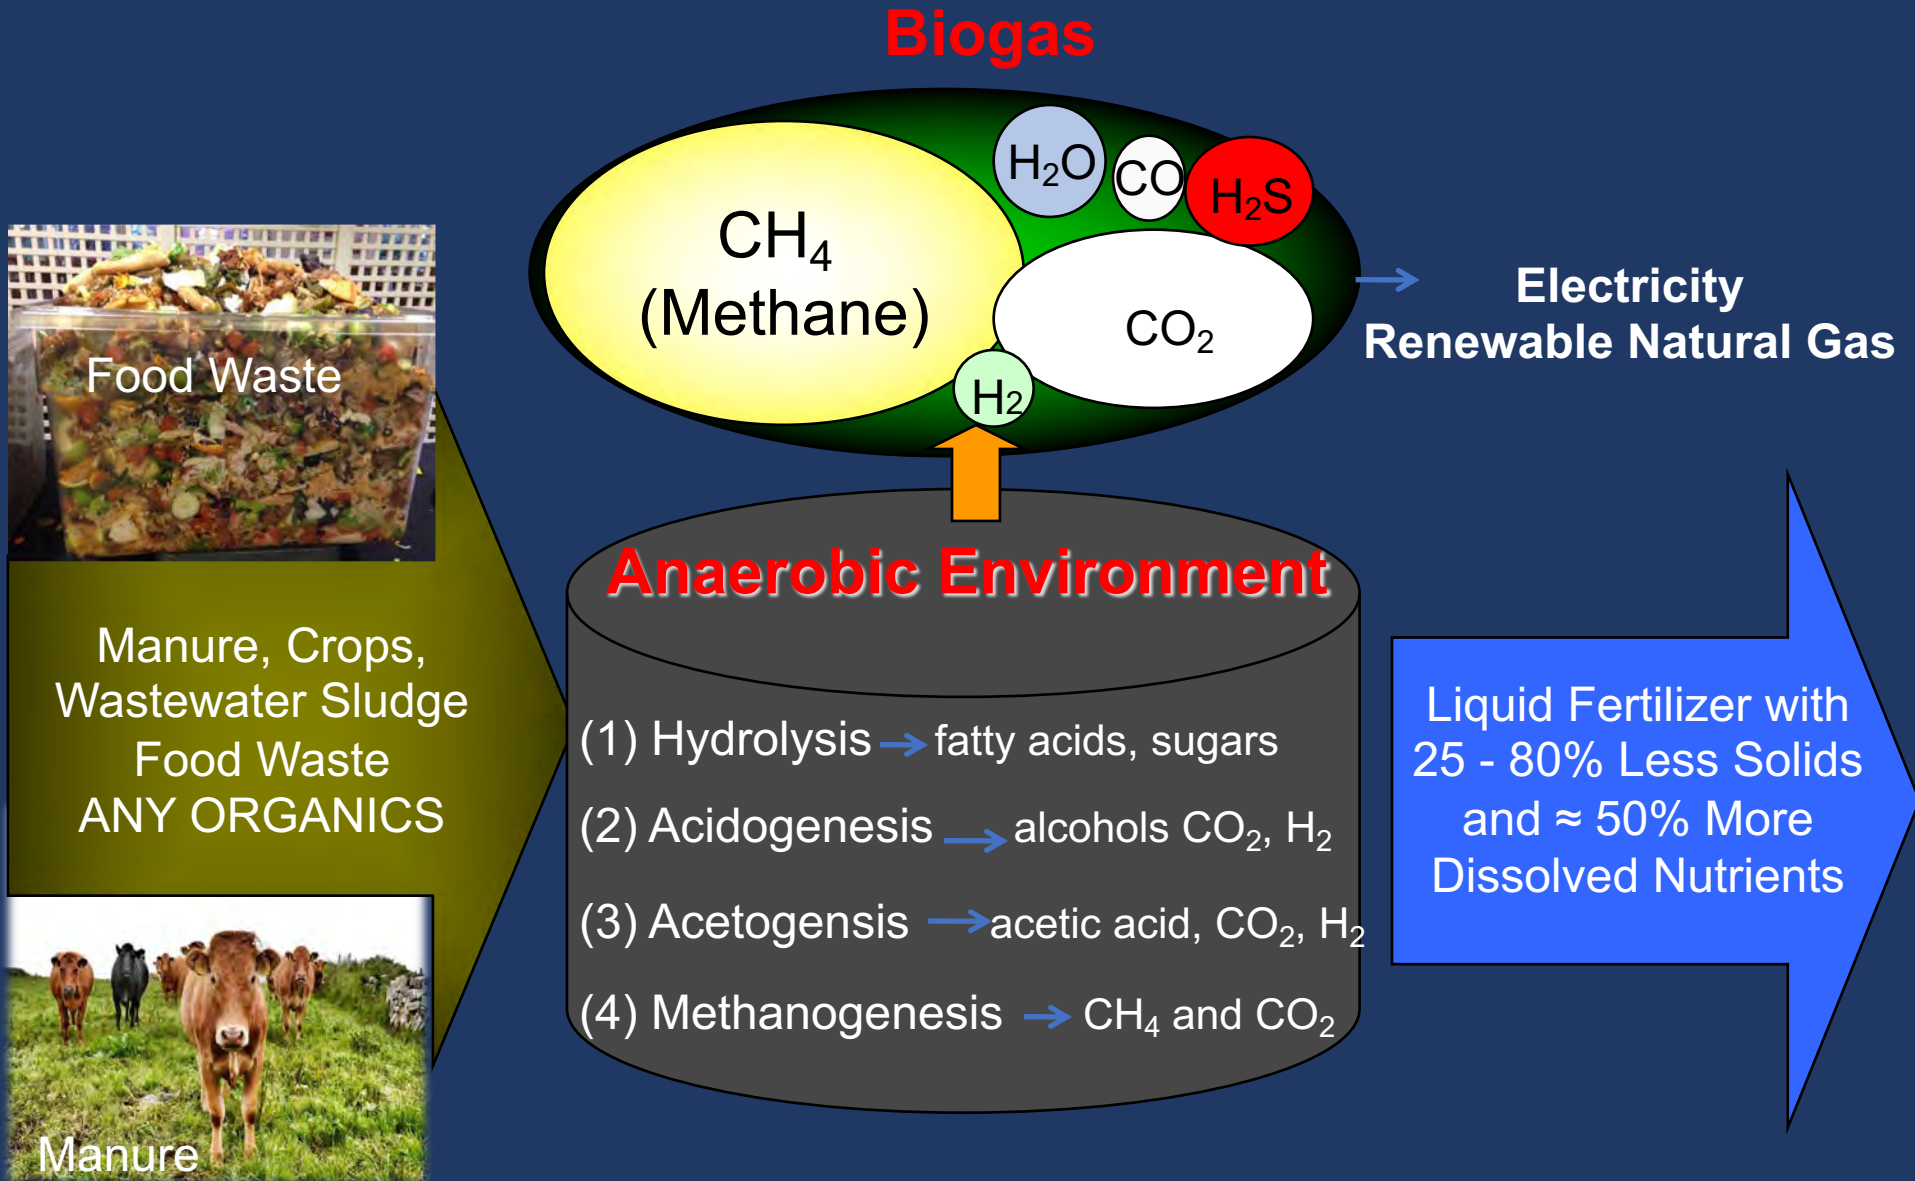 Biogas
H₂O
CO
H₂S
CH₄
(Methane)
CO₂
H2
Electricity
Renewable Natural Gas
Food Waste
Manure, Crops,
Wastewater Sludge
Food Waste
ANY ORGANICS
Manure
Anaerobic Environment
(1) Hydrolysis → fatty acids, sugars
(2) Acidogenesis → alcohols CO₂, H₂
(3) Acetogensis → acetic acid, CO₂, H₂
(4) Methanogenesis → CH₄ and CO₂
Liquid Fertilizer with
25 - 80% Less Solids
and ≈ 50% More
Dissolved Nutrients